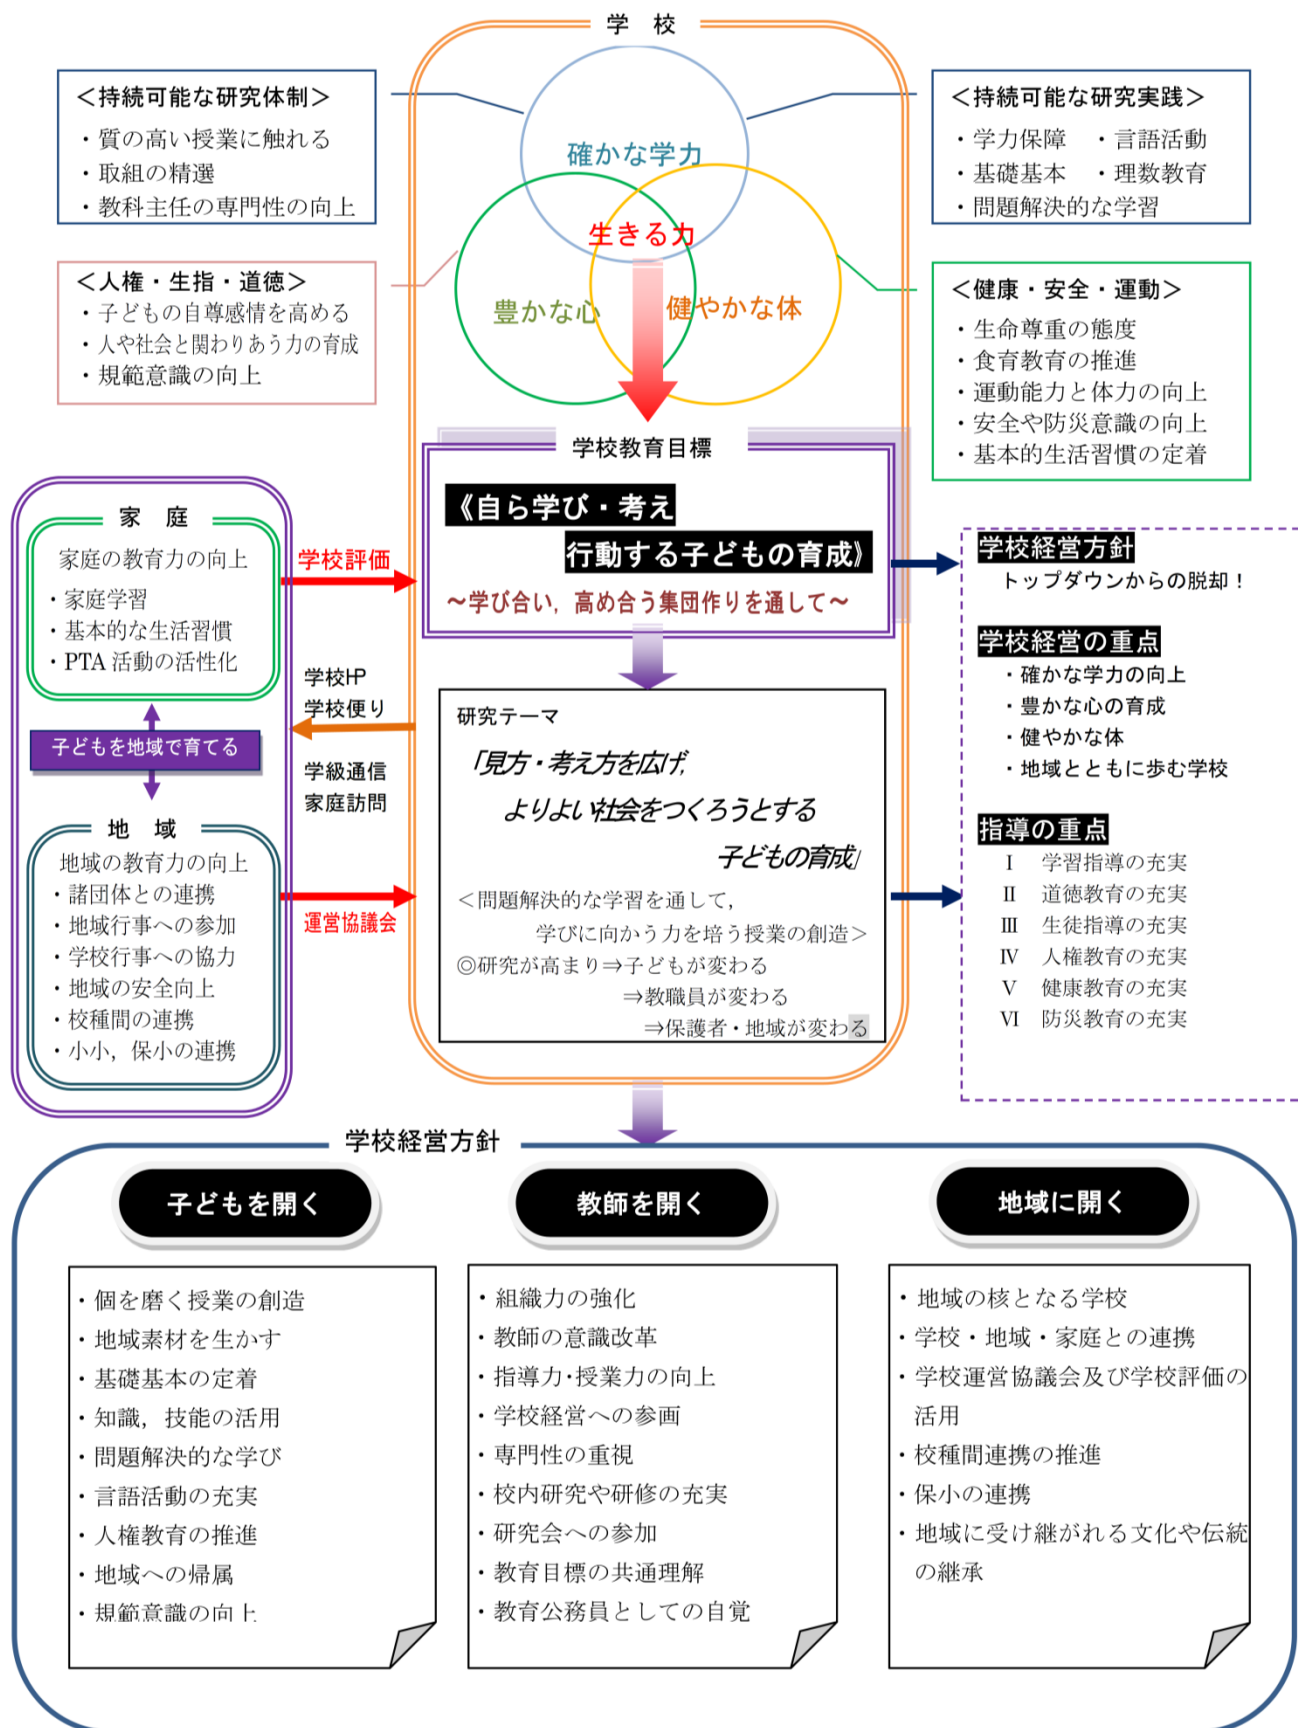 学 校
＜持続可能な研究体制＞
・質の高い授業に触れる
・取組の精選
・教科主任の専門性の向上
確かな学力
生きる力
豊かな心
健やかな体
＜持続可能な研究実践＞
・学力保障 ・言語活動
・基礎基本 ・理数教育
・問題解決的な学習
＜人権・生指・道徳＞
・子どもの自尊感情を高める
・人や社会と関わりあう力の育成
・規範意識の向上
＜健康・安全・運動＞
・生命尊重の態度
・食育教育の推進
・運動能力と体力の向上
・安全や防災意識の向上
・基本的生活習慣の定着
学校教育目標
《自ら学び・考え
行動する子どもの育成》
～学び合い，高め合う集団作りを通して～
家 庭
家庭の教育力の向上
・家庭学習
・基本的な生活習慣
・PTA 活動の活性化
子どもを地域で育てる
地 域
地域の教育力の向上
・諸団体との連携
・地域行事への参加
・学校行事への協力
・地域の安全向上
・校種間の連携
・小小，保小の連携
学校評価
学校HP
学校便り
学級通信
家庭訪問
運営協議会
研究テーマ
「見方・考え方を広げ，
よりよい社会をつくろうとする
子どもの育成」
＜問題解決的な学習を通して，
学びに向かう力を培う授業の創造＞
◎研究が高まり⇒子どもが変わる
⇒教職員が変わる
⇒保護者・地域が変わる
学校経営方針
トップダウンからの脱却！
学校経営の重点
・確かな学力の向上
・豊かな心の育成
・健やかな体
・地域とともに歩む学校
指導の重点
Ⅰ 学習指導の充実
Ⅱ 道徳教育の充実
Ⅲ 生徒指導の充実
Ⅳ 人権教育の充実
Ⅴ 健康教育の充実
Ⅵ 防災教育の充実
学校経営方針
子どもを開く
・個を磨く授業の創造
・地域素材を生かす
・基礎基本の定着
・知識，技能の活用
・問題解決的な学び
・言語活動の充実
・人権教育の推進
・地域への帰属
・規範意識の向上
教師を開く
・組織力の強化
・教師の意識改革
・指導力･授業力の向上
・学校経営への参画
・専門性の重視
・校内研究や研修の充実
・研究会への参加
・教育目標の共通理解
・教育公務員としての自覚
地域に開く
・地域の核となる学校
・学校・地域・家庭との連携
・学校運営協議会及び学校評価の
活用
・校種間連携の推進
・保小の連携
・地域に受け継がれる文化や伝統
の継承